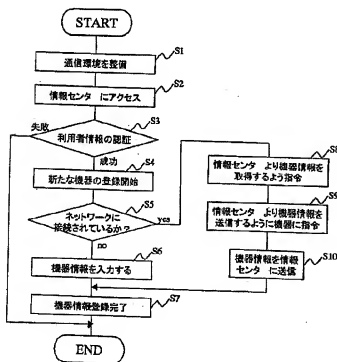 START
S1
通信環境を整備
S2
情報センタ にアクセス
S3
失敗
利用者情報の認証
成功
S4
新たな機器の登録開始
S5
ネットワークに
接続されているか？
yes
no
S6
機器情報を入力する
S7
機器情報登録完了
END
S8
情報センタ より機器情報を
取得するよう指令
S9
情報センタ より機器情報を
送信するように機器に指令
S10
機器情報を情報
センタ に送信